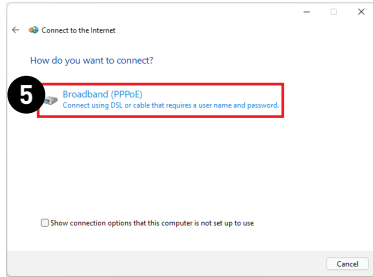 Connect to the Internet
How do you want to connect?
5
Broadband (PPPoE)
Connect using DSL or cable that requires a user name and password.
Show connection options that this computer is not set up to use
Cancel